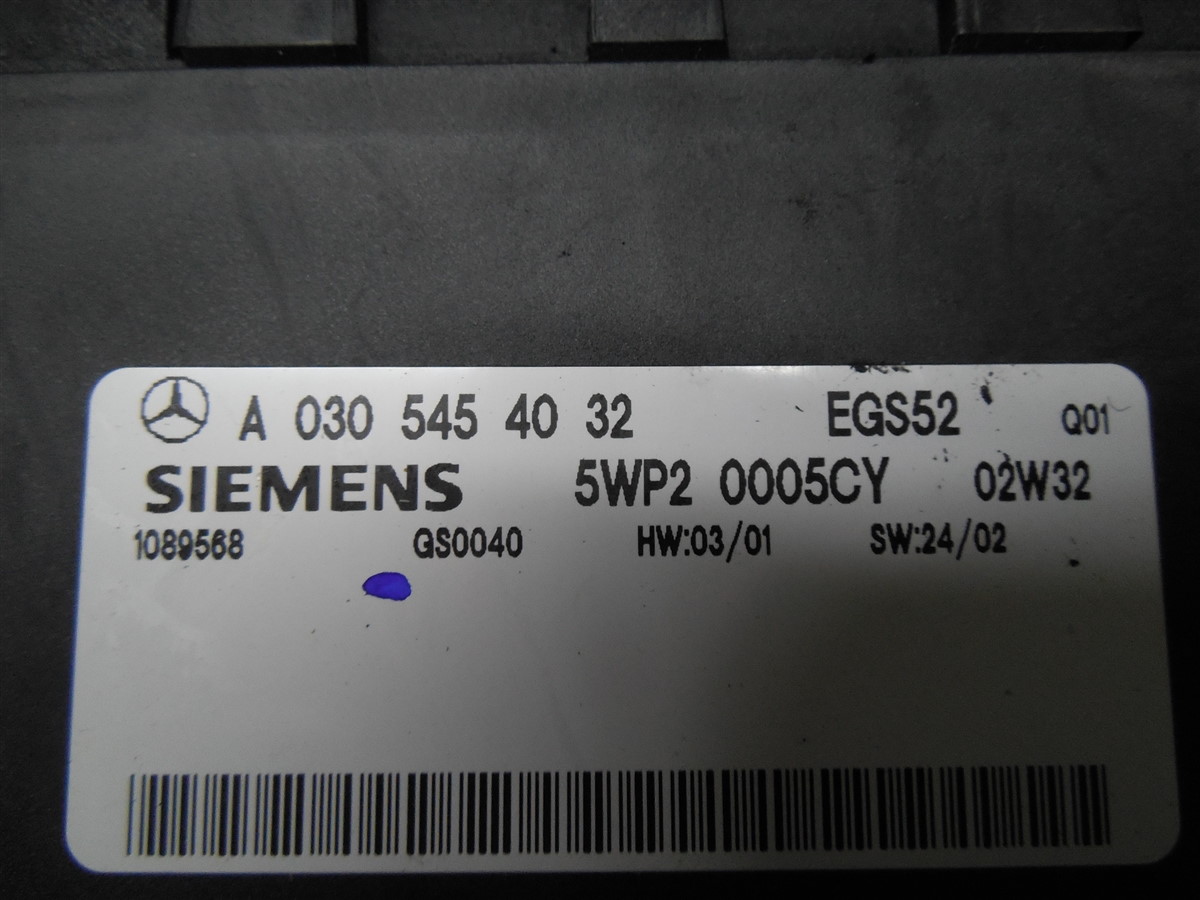 A 030 545 40 32 EGS52 Q01
SIEMENS 5WP2 0005CY 02W32
1089568 GS0040 HW:03/01 SW:24/02